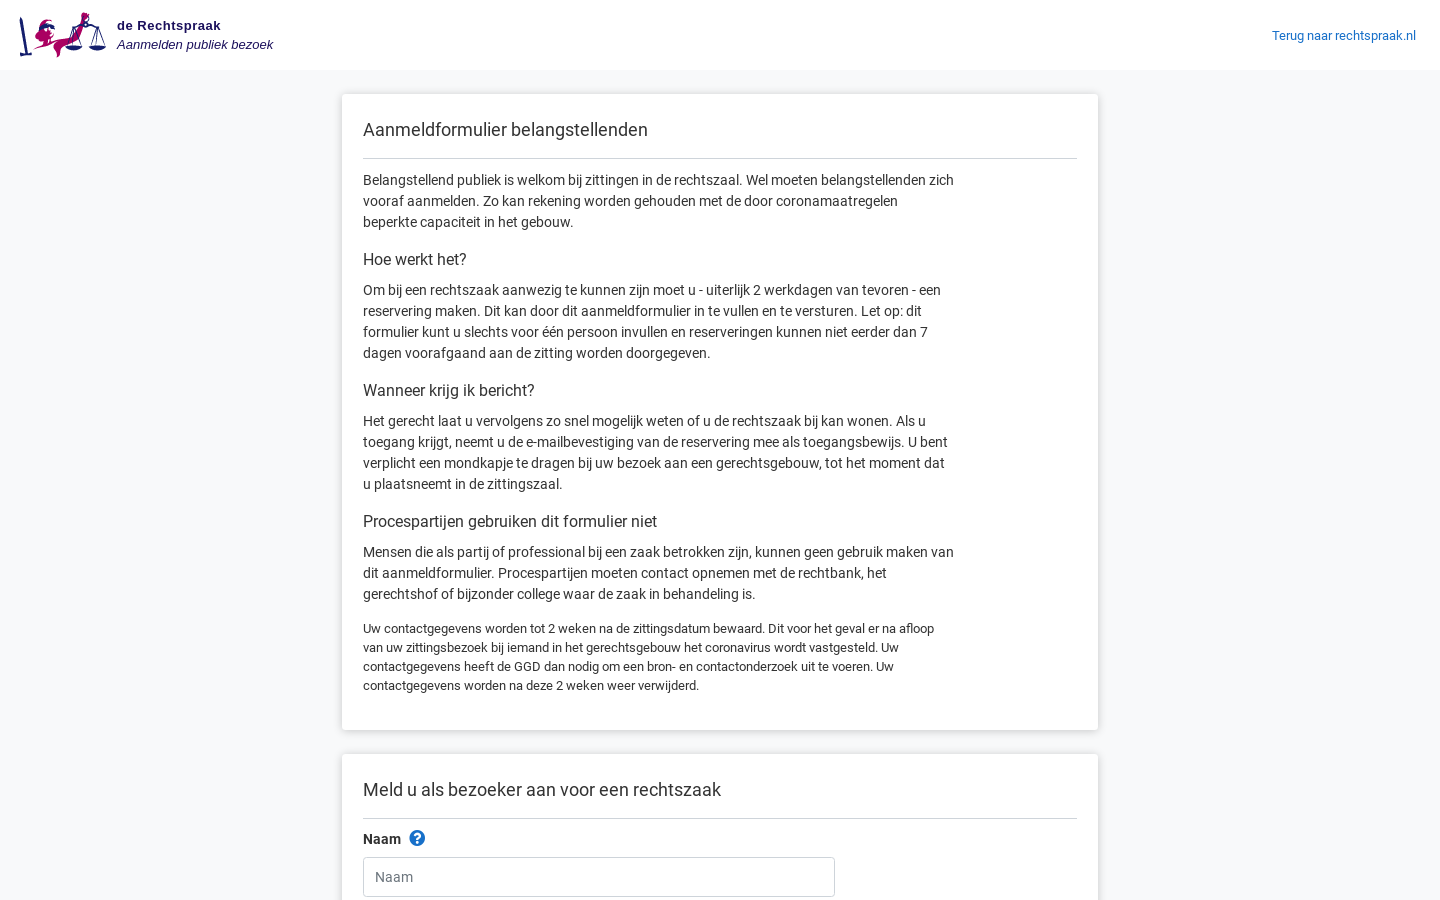 de Rechtspraak
Aanmelden publiek bezoek
Terug naar rechtspraak.nl
Aanmeldformulier belangstellenden
Belangstellend publiek is welkom bij zittingen in de rechtszaal. Wel moeten belangstellenden zich
vooraf aanmelden. Zo kan rekening worden gehouden met de door coronamaatregelen
beperkte capaciteit in het gebouw.
Hoe werkt het?
Om bij een rechtszaak aanwezig te kunnen zijn moet u - uiterlijk 2 werkdagen van tevoren - een
reservering maken. Dit kan door dit aanmeldformulier in te vullen en te versturen. Let op: dit
formulier kunt u slechts voor één persoon invullen en reserveringen kunnen niet eerder dan 7
dagen voorafgaand aan de zitting worden doorgegeven.
Wanneer krijg ik bericht?
Het gerecht laat u vervolgens zo snel mogelijk weten of u de rechtszaak bij kan wonen. Als u
toegang krijgt, neemt u de e-mailbevestiging van de reservering mee als toegangsbewijs. U bent
verplicht een mondkapje te dragen bij uw bezoek aan een gerechtsgebouw, tot het moment dat
u plaatsneemt in de zittingszaal.
Procespartijen gebruiken dit formulier niet
Mensen die als partij of professional bij een zaak betrokken zijn, kunnen geen gebruik maken van
dit aanmeldformulier. Procespartijen moeten contact opnemen met de rechtbank, het
gerechtshof of bijzonder college waar de zaak in behandeling is.
Uw contactgegevens worden tot 2 weken na de zittingsdatum bewaard. Dit voor het geval er na afloop
van uw zittingsbezoek bij iemand in het gerechtsgebouw het coronavirus wordt vastgesteld. Uw
contactgegevens heeft de GGD dan nodig om een bron- en contactonderzoek uit te voeren. Uw
contactgegevens worden na deze 2 weken weer verwijderd.
Meld u als bezoeker aan voor een rechtszaak
Naam ?
Naam